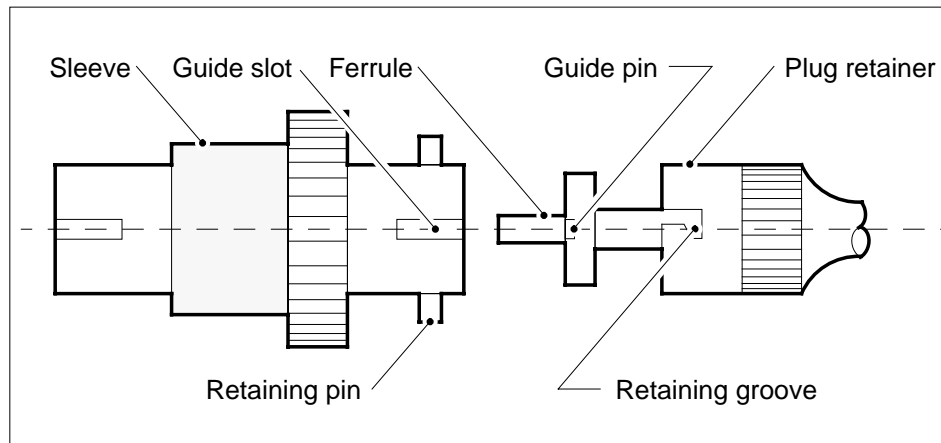 Sleeve
Guide slot
Ferrule
Guide pin
Plug retainer
Retaining pin
Retaining groove